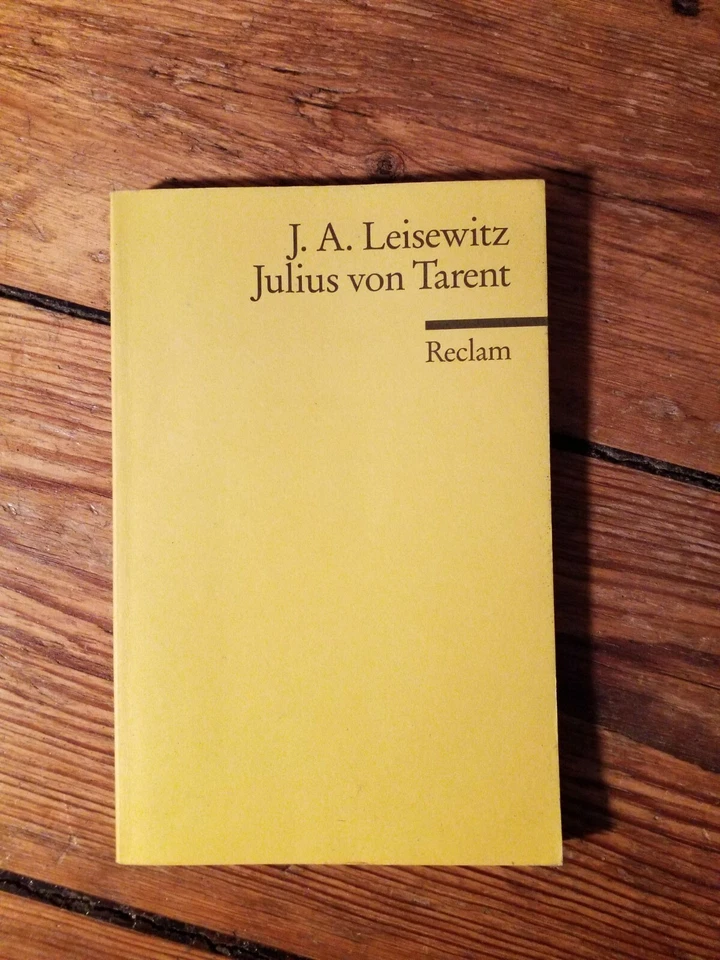 J. A. Leisewitz
Julius von Tarent
Reclam